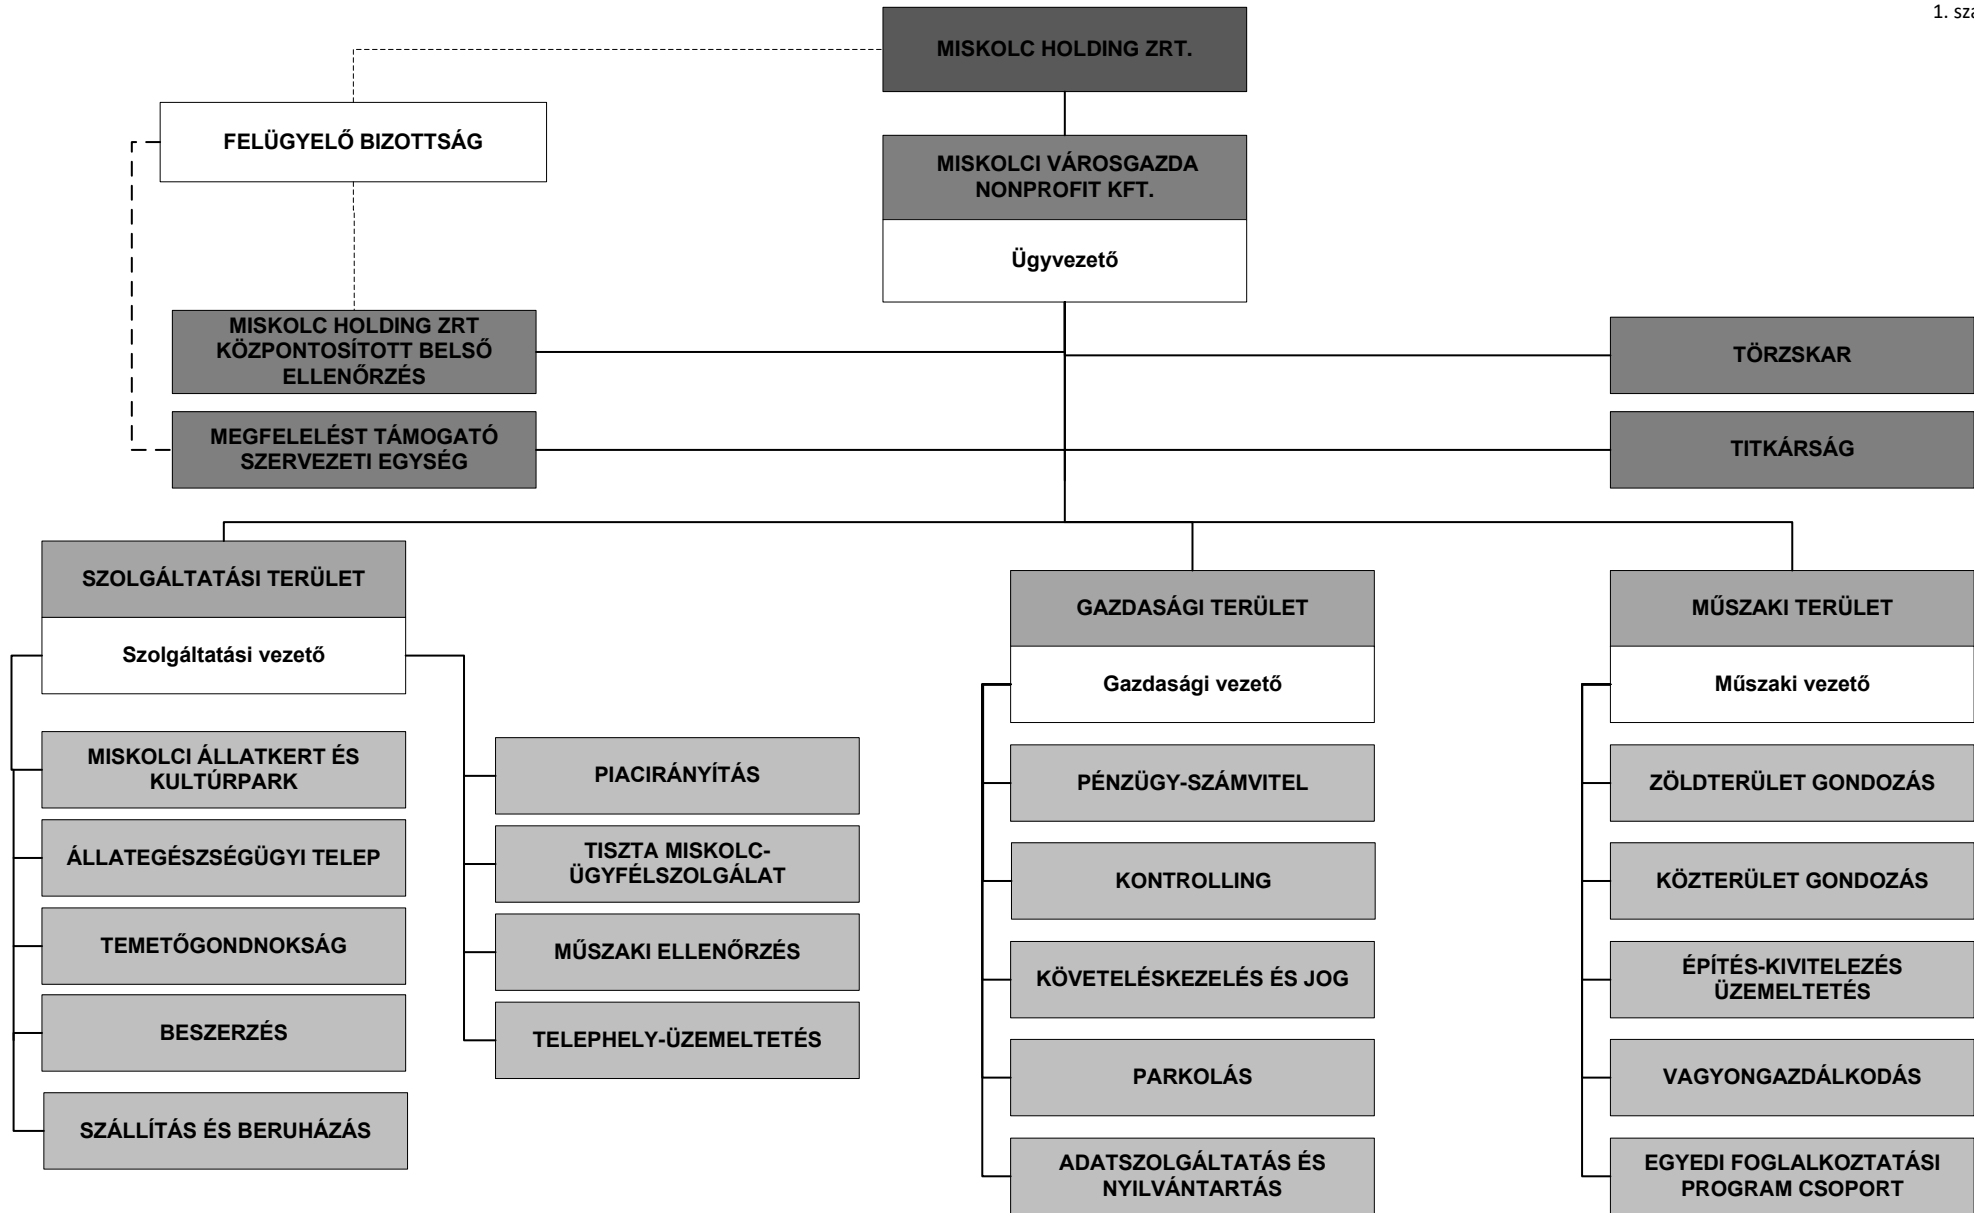 1. szá
MISKOLC HOLDING ZRT.
FELÜGYELŐ BIZOTTSÁG
MISKOLCI VÁROSGAZDA
NONPROFIT KFT.
Ügyvezető
MISKOLC HOLDING ZRT
KÖZPONTOSÍTOTT BELSŐ
ELLENŐRZÉS
TÖRZSKAR
MEGFELELÉST TÁMOGATÓ
SZERVEZETI EGYSÉG
TITKÁRSÁG
SZOLGÁLTATÁSI TERÜLET
Szolgáltatási vezető
MISKOLCI ÁLLATKERT ÉS
KULTÚRPARK
ÁLLATEGÉSZSÉGÜGYI TELEP
TEMETŐGONDNOKSÁG
BESZERZÉS
SZÁLLÍTÁS ÉS BERUHÁZÁS
PIACIRÁNYÍTÁS
TISZTA MISKOLC-
ÜGYFÉLSZOLGÁLAT
MŰSZAKI ELLENŐRZÉS
TELEPHELY-ÜZEMELTETÉS
GAZDASÁGI TERÜLET
Gazdasági vezető
PÉNZÜGY-SZÁMVITEL
KONTROLLING
KÖVETELÉSKEZELÉS ÉS JOG
PARKOLÁS
ADATSZOLGÁLTATÁS ÉS
NYILVÁNTARTÁS
MŰSZAKI TERÜLET
Műszaki vezető
ZÖLDTERÜLET GONDOZÁS
KÖZTERÜLET GONDOZÁS
ÉPÍTÉS-KIVITELEZÉS
ÜZEMELTETÉS
VAGYONGAZDÁLKODÁS
EGYEDI FOGLALKOZTATÁSI
PROGRAM CSOPORT